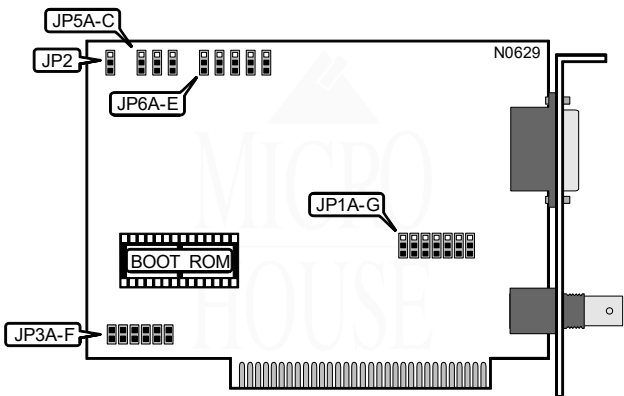 JP5A-C
JP2
N0629
JP6A-E
MICRO
HOUSE
JP1A-G
BOOT ROM
JP3A-F